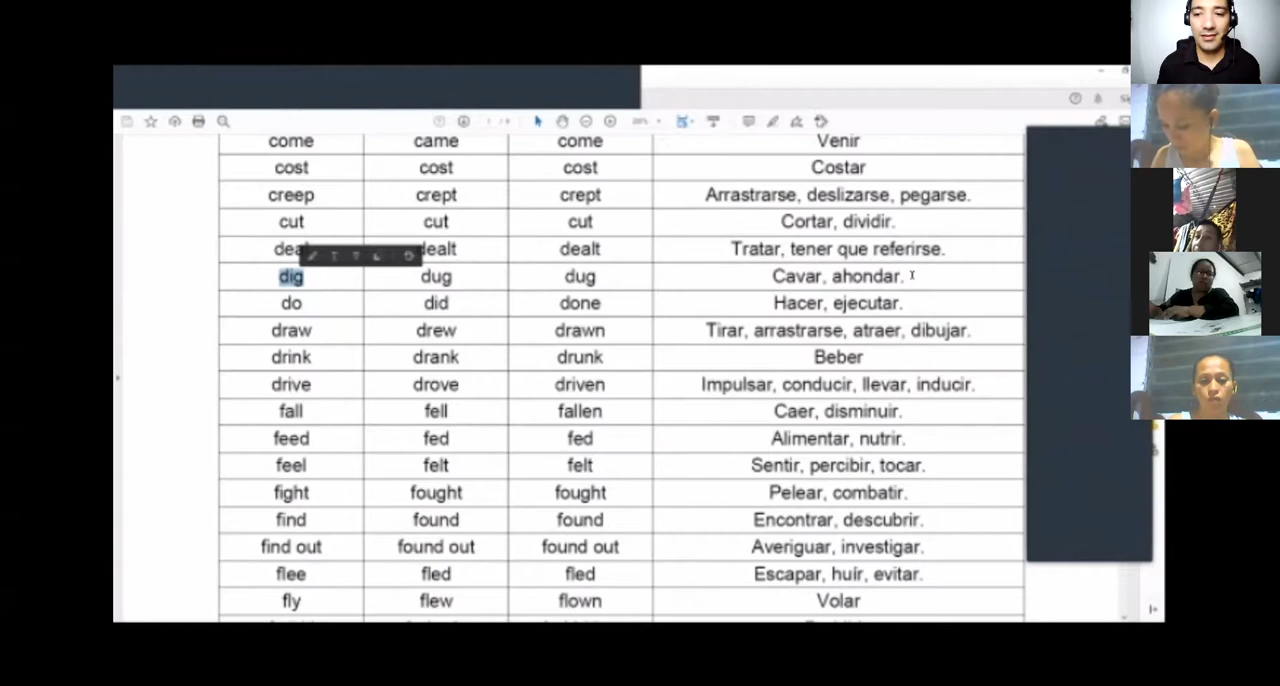 come came come Venir
cost cost cost Costar
creep crept crept Arrastrarse, deslizarse, pegarse.
cut cut cut Cortar, dividir.
dealt Tratar, tener que referirse.
dig dug dug Cavar, ahondar.
do did done Hacer, ejecutar.
draw drew drawn Tirar, arrastrarse, atraer, dibujar.
drink drank drunk Beber
drive drove driven Impulsar, conducir, llevar, inducir.
fall fell fallen Caer, disminuir.
feed fed fed Alimentar, nutrir.
feel felt felt Sentir, percibir, tocar.
fight fought fought Pelear, combatir.
find found found Encontrar, descubrir.
find out found out found out Averiguar, investigar.
flee fled fled Escapar, huír, evitar.
fly flew flown Volar